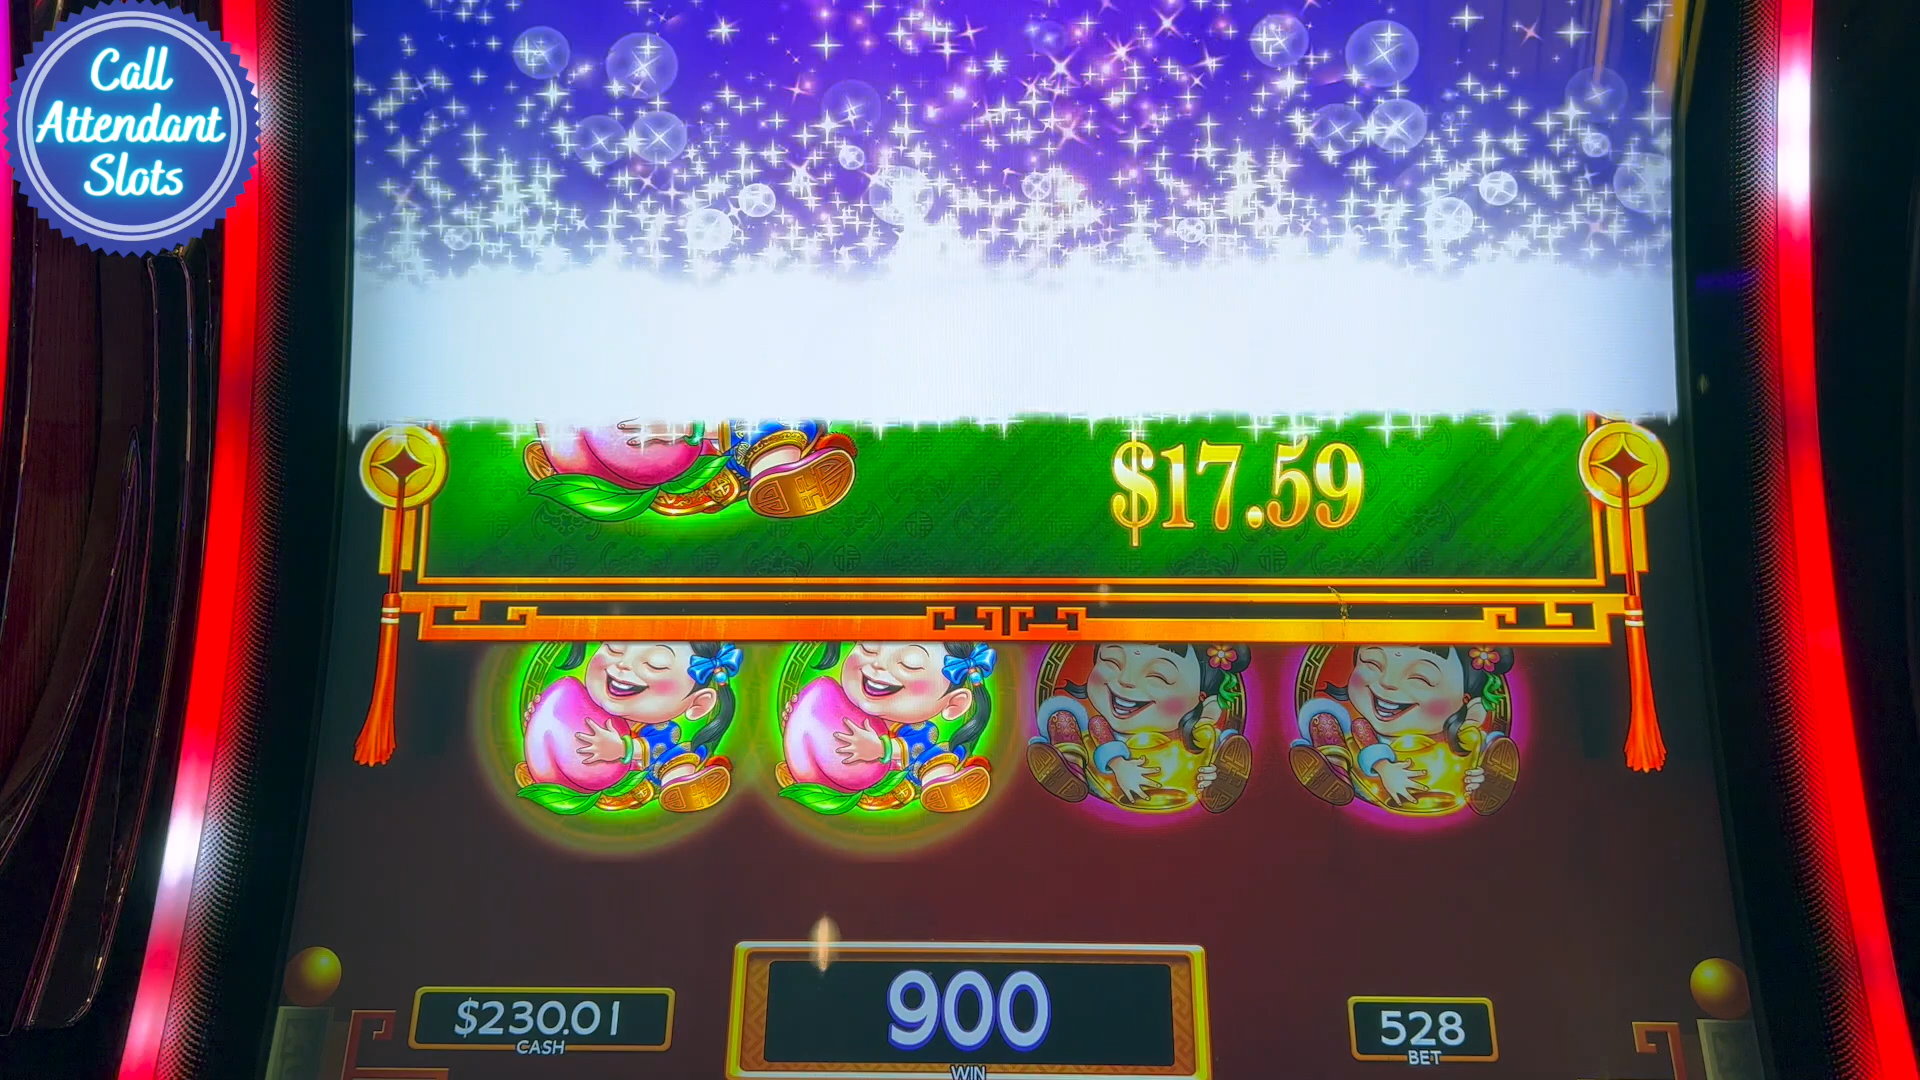 Call
Attendant
Slots
$17.59
$230.01
CASH
900
WIN
528
BET